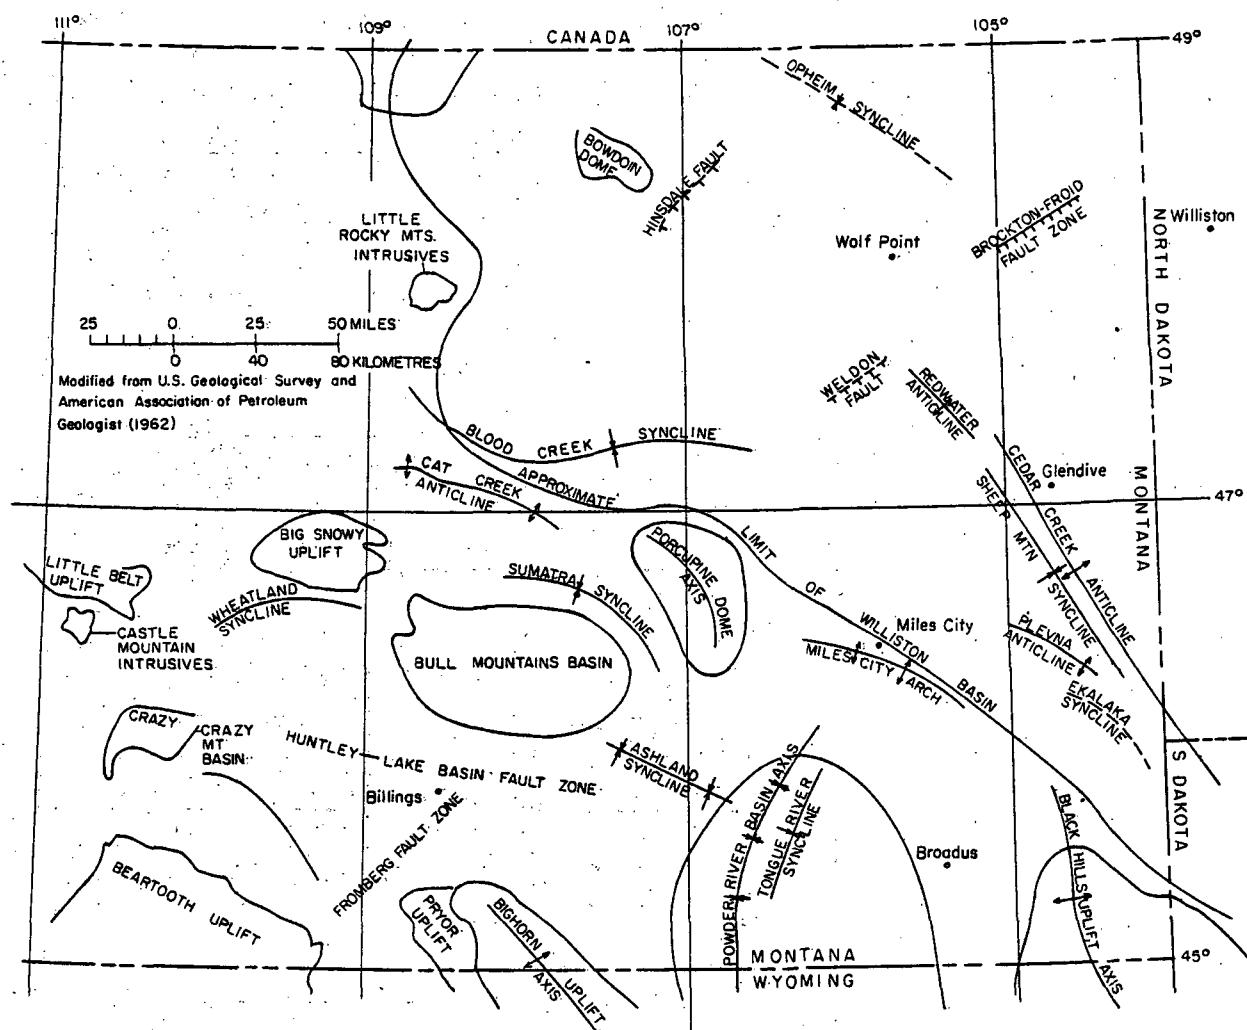 111°
109°
107°
105°
CANADA
49°
OPHEIM SYNCLINE
BOWDOIN
DOME
HINSDALE FAULT
LITTLE
ROCKY MTS.
INTRUSIVES
Wolf Point
BROCKTON-FROID
FAULT ZONE
NORTH DAKOTA
Williston
25 0 25 50 MILES
0 40 80 KILOMETRES
Modified from U.S. Geological Survey and
American Association of Petroleum
Geologist (1962)
WELDON
FAULT
REDWATER
ANTICLINE
BLOOD CREEK SYNCLINE
CAT CREEK
ANTICLINE
APPROXIMATE LIMIT OF WILLISTON BASIN
CEDAR CREEK ANTICLINE
Glendive
SHEEP MTN SYNCLINE
MONTANA
47°
BIG SNOWY
UPLIFT
LITTLE BELT
UPLIFT
WHEATLAND
SYNCLINE
CASTLE
MOUNTAIN
INTRUSIVES
SUMATRA SYNCLINE
PORCUPINE DOME
AXIS
BULL MOUNTAINS BASIN
Miles City
MILES CITY ARCH
PLEVNA
ANTICLINE
EKALAKA
SYNCLINE
CRAZY
CRAZY
MT
BASIN
HUNTLEY - LAKE BASIN FAULT ZONE
Billings
ASHLAND
SYNCLINE
POWDER RIVER BASIN AXIS
TONGUE RIVER
SYNCLINE
S DAKOTA
BLACK HILLS UPLIFT AXIS
Broadus
FROMBERG FAULT ZONE
BEARTOOTH UPLIFT
PRYOR
UPLIFT
BIGHORN UPLIFT
AXIS
MONTANA
WYOMING
45°